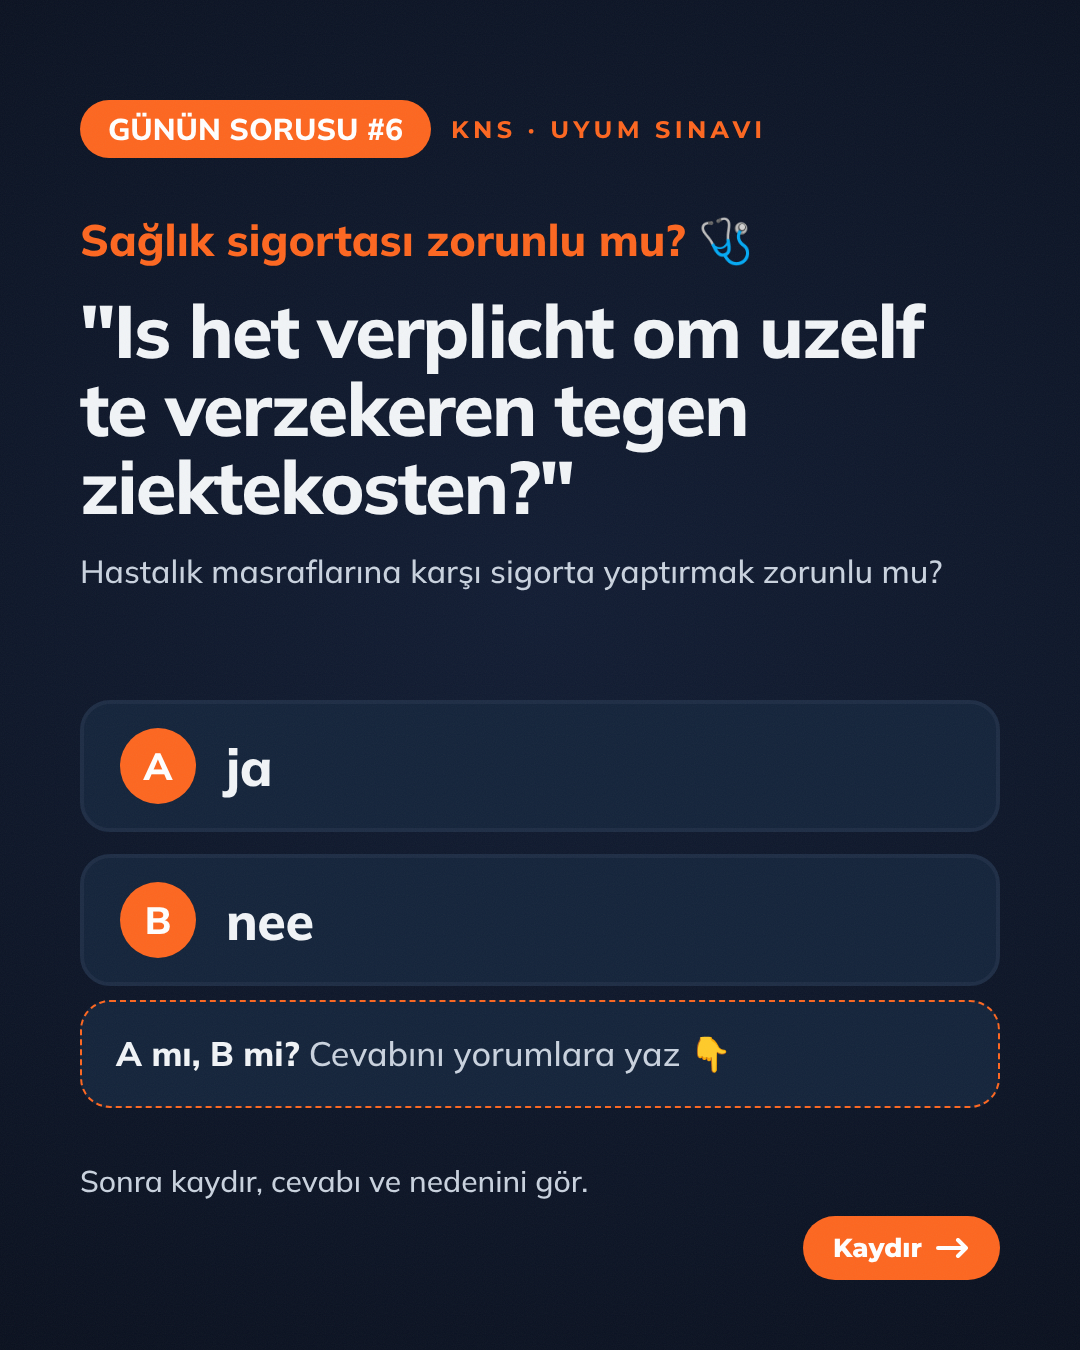 GÜNÜN SORUSU #6
KNS · UYUM SINAVI
Sağlık sigortası zorunlu mu? 🩺
"Is het verplicht om uzelf
te verzekeren tegen
ziektekosten?"
Hastalık masraflarına karşı sigorta yaptırmak zorunlu mu?
A ja
B nee
A mı, B mi? Cevabını yorumlara yaz 👇
Sonra kaydır, cevabı ve nedenini gör.
Kaydır →